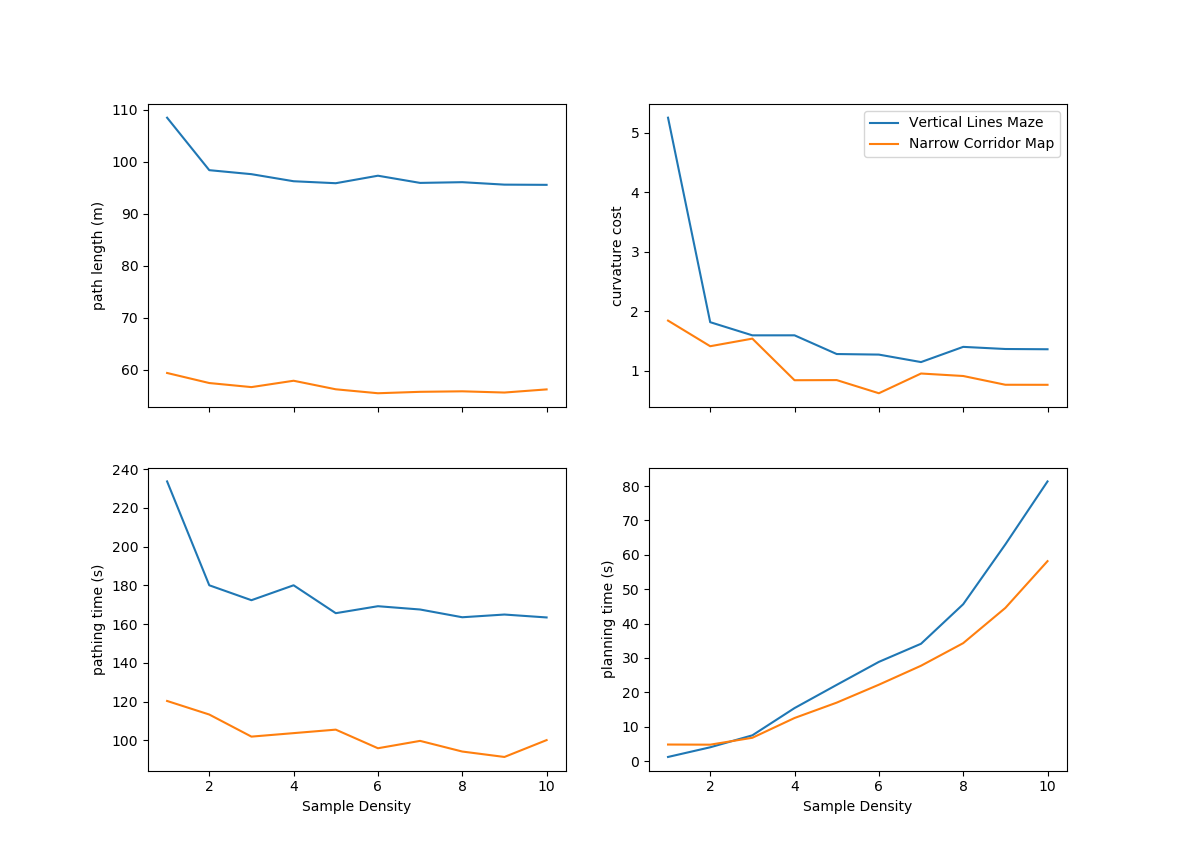 110
100
90
80
70
60
path length (m)
5
4
3
2
1
curvature cost
Vertical Lines Maze
Narrow Corridor Map
240
220
200
180
160
140
120
100
pathing time (s)
2 4 6 8 10
Sample Density
80
70
60
50
40
30
20
10
0
planning time (s)
2 4 6 8 10
Sample Density